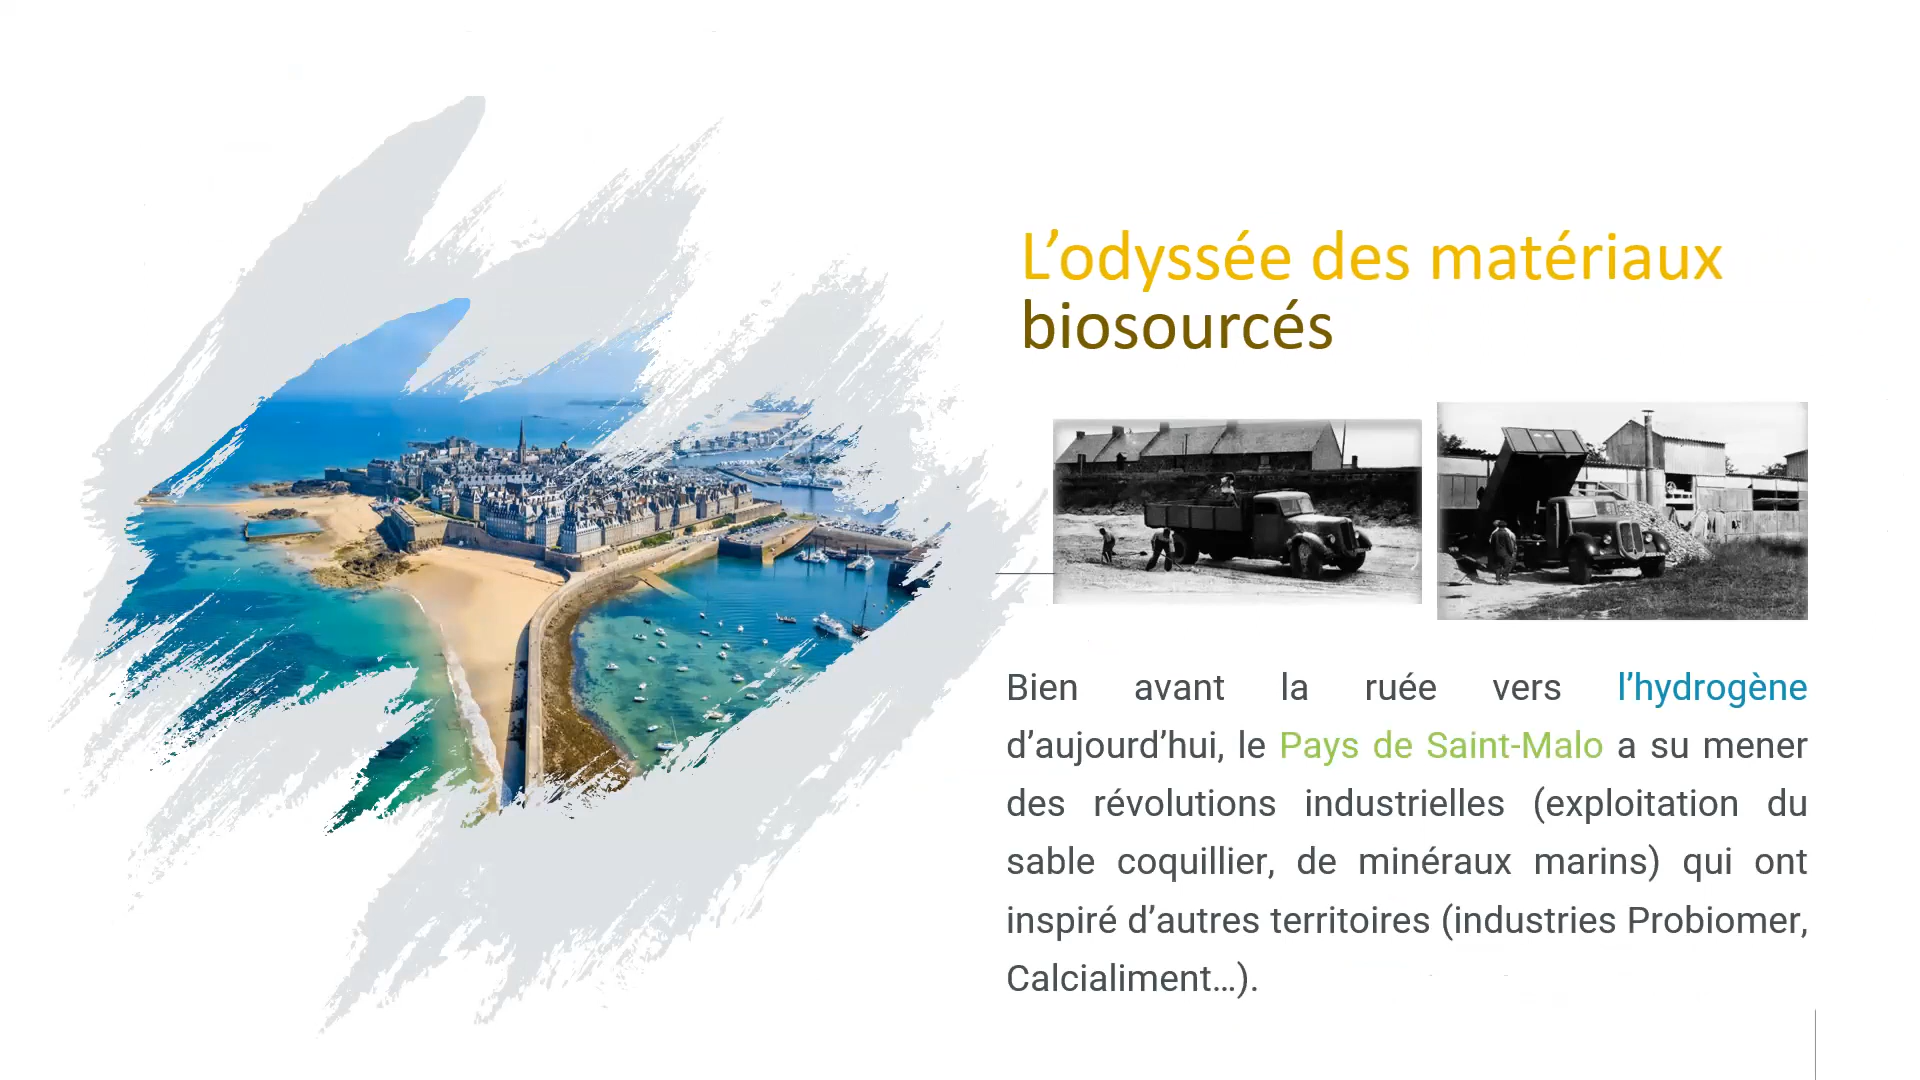 L’odyssée des matériaux
biosourcés
Bien avant la ruée vers l’hydrogène
d’aujourd’hui, le Pays de Saint-Malo a su mener
des révolutions industrielles (exploitation du
sable coquillier, de minéraux marins) qui ont
inspiré d’autres territoires (industries Probiomer,
Calcialiment…).